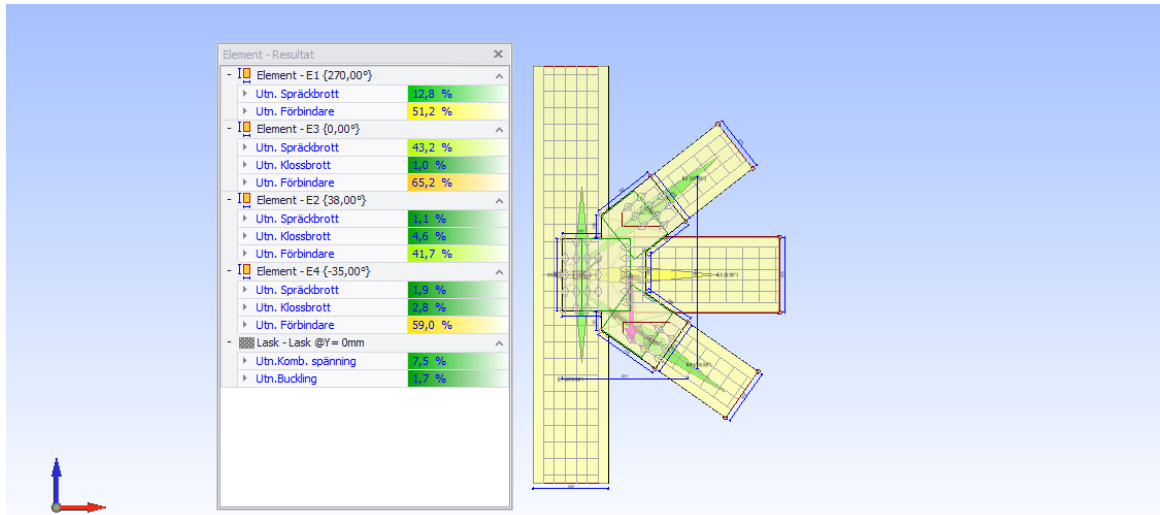 Element - Resultat
Element - E1 {270,00°}
Utn. Spräckbrott 12,8 %
Utn. Förbindare 51,2 %
Element - E3 {0,00°}
Utn. Spräckbrott 43,2 %
Utn. Klossbrott 1,0 %
Utn. Förbindare 65,2 %
Element - E2 {38,00°}
Utn. Spräckbrott 1,1 %
Utn. Klossbrott 4,6 %
Utn. Förbindare 41,7 %
Element - E4 {-35,00°}
Utn. Spräckbrott 1,9 %
Utn. Klossbrott 2,8 %
Utn. Förbindare 59,0 %
Lask - Lask @Y= 0mm
Utn.Komb. spänning 7,5 %
Utn.Buckling 1,7 %